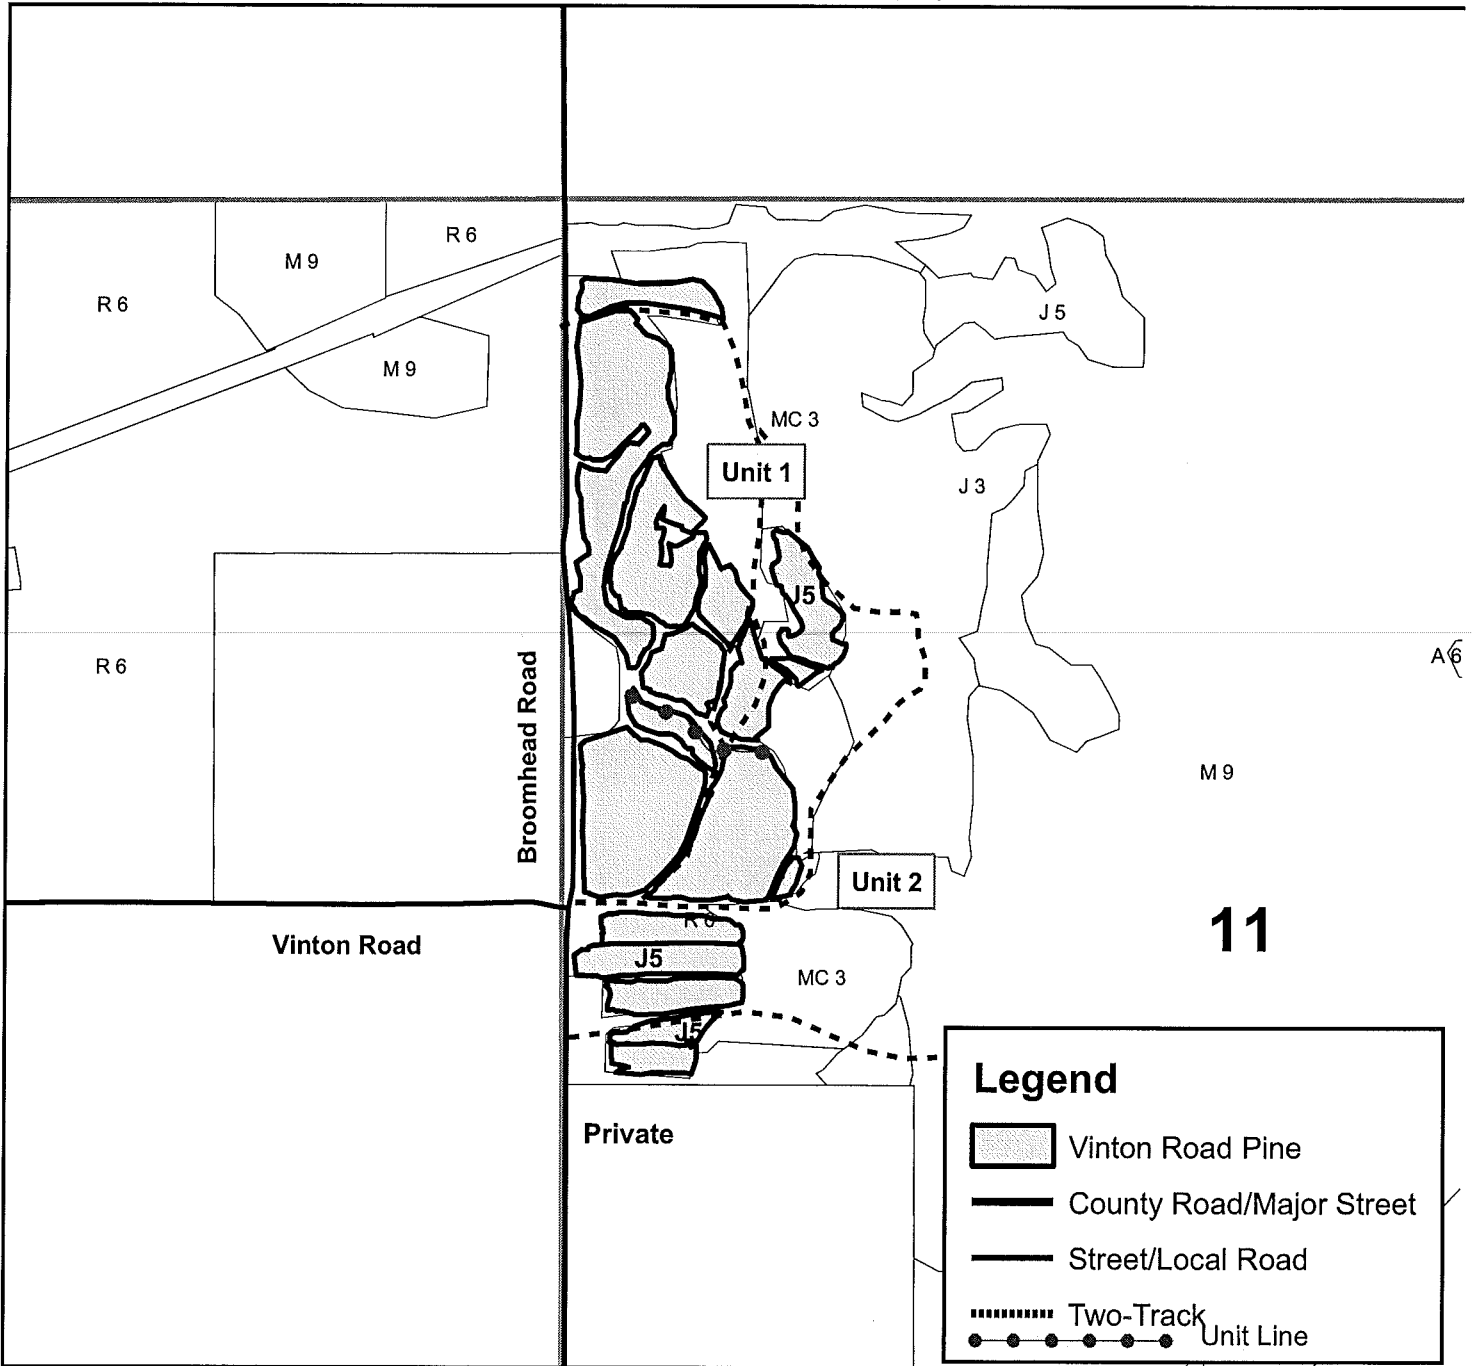 R 6
M 9
R 6
M 9
J 5
MC 3
Unit 1
J 3
J5
R 6
Broomhead Road
A 6
M 9
Unit 2
R 6
11
Vinton Road
J5
MC 3
J5
Private
Legend
Vinton Road Pine
County Road/Major Street
Street/Local Road
Two-Track
Unit Line